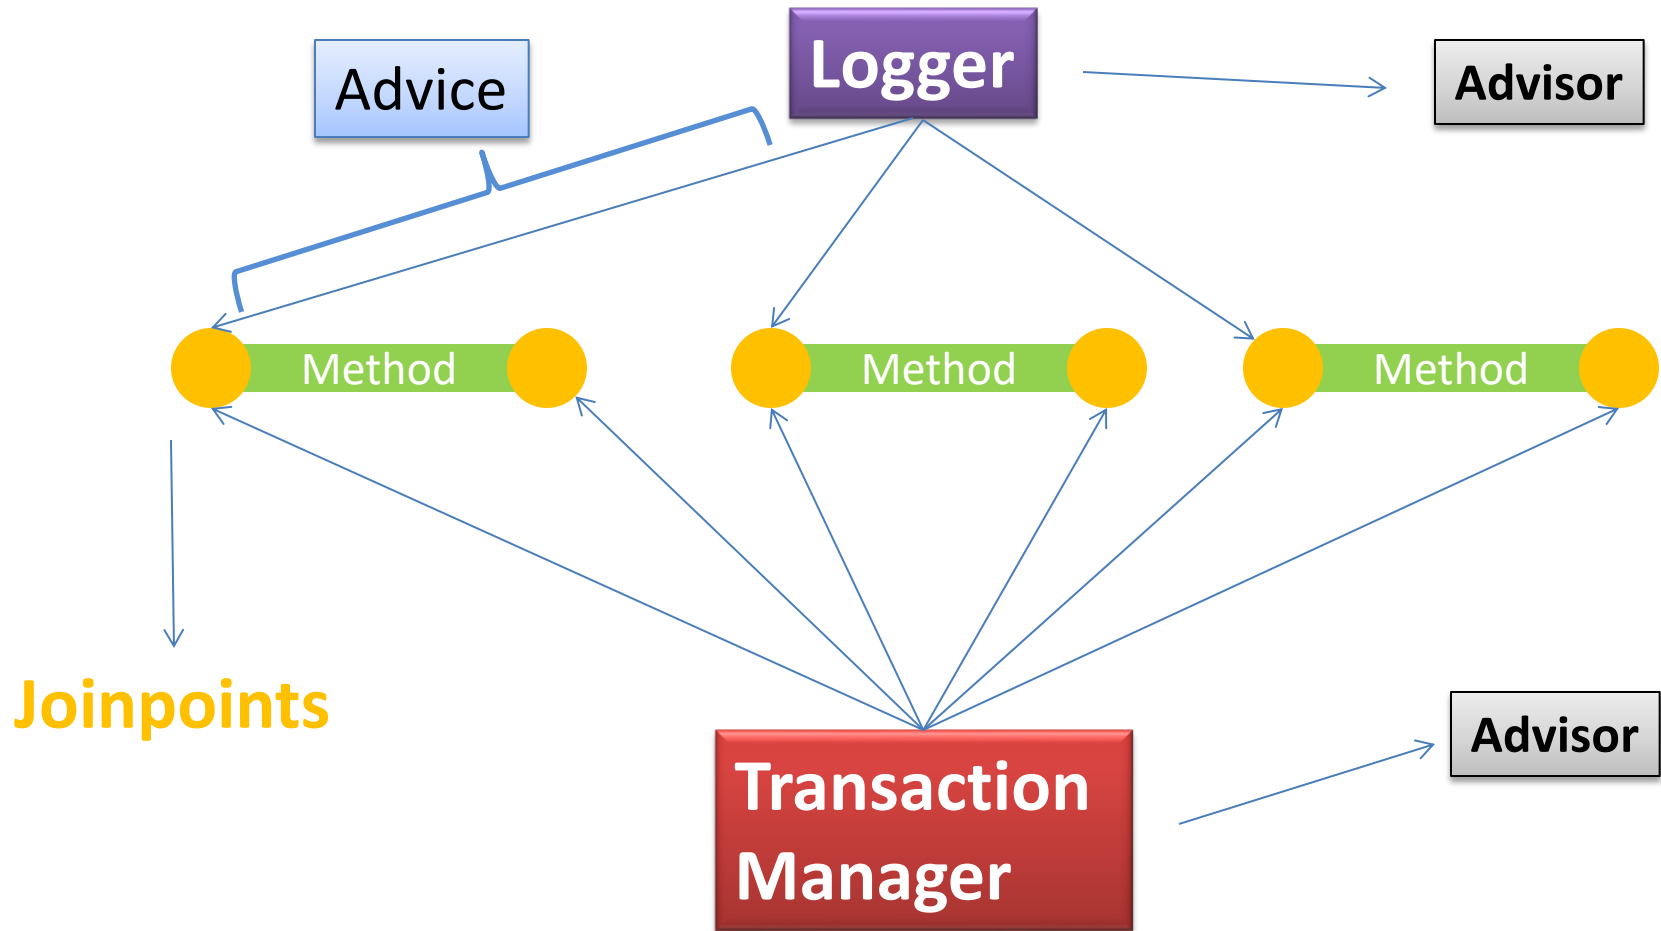 Advice
Logger
Advisor
Method
Method
Method
Joinpoints
Advisor
Transaction
Manager